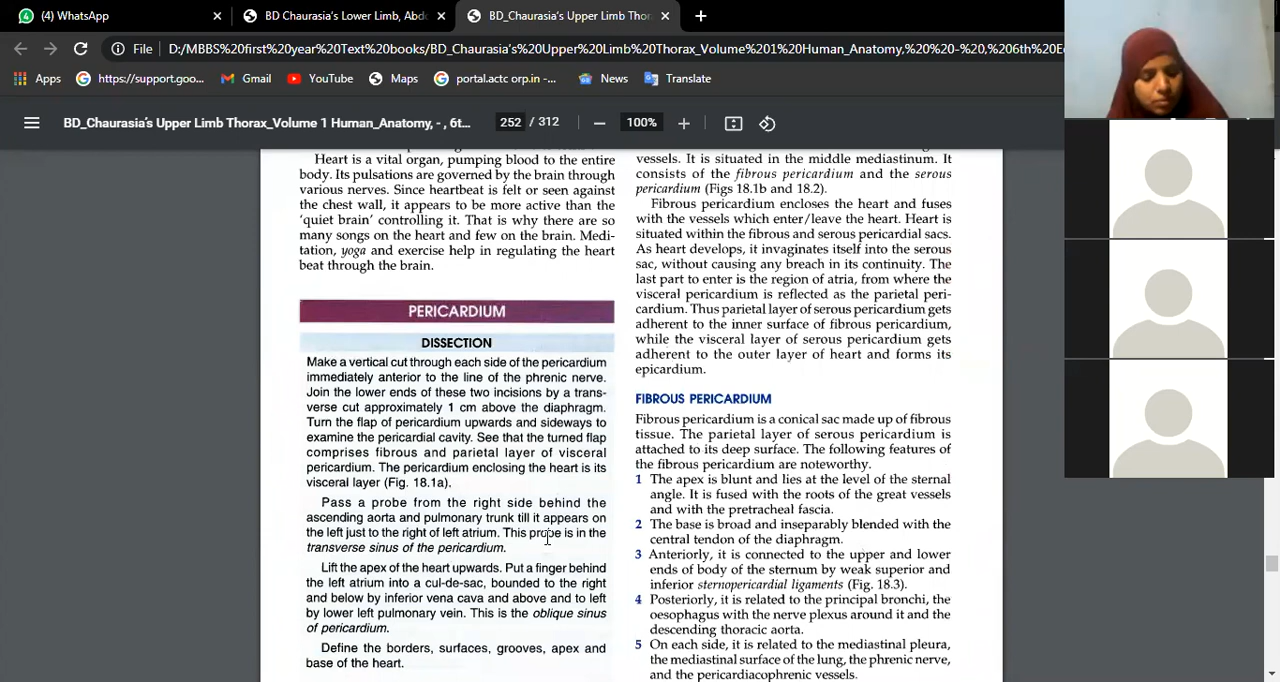 (4) WhatsApp
BD Chaurasia's Lower Limb, Abdo
BD_Chaurasia's Upper Limb Thor
File
D:/MBBS%20first%20year%20Text%20books/BD_Chaurasia's%20Upper%20Limb%20Thorax_Volume%201%20Human_Anatomy,%20%20-%20,%206th%20Ed
Apps
https://support.goo...
Gmail
YouTube
Maps
portal.actc orp.in -...
News
Translate
BD_Chaurasia's Upper Limb Thorax_Volume 1 Human_Anatomy, - , 6t...
252 / 312
100%
Heart is a vital organ, pumping blood to the entire
body. Its pulsations are governed by the brain through
various nerves. Since heartbeat is felt or seen against
the chest wall, it appears to be more active than the
'quiet brain' controlling it. That is why there are so
many songs on the heart and few on the brain. Medi-
tation, yoga and exercise help in regulating the heart
beat through the brain.
PERICARDIUM
DISSECTION
Make a vertical cut through each side of the pericardium
immediately anterior to the line of the phrenic nerve.
Join the lower ends of these two incisions by a trans-
verse cut approximately 1 cm above the diaphragm.
Turn the flap of pericardium upwards and sideways to
examine the pericardial cavity. See that the turned flap
comprises fibrous and parietal layer of visceral
pericardium. The pericardium enclosing the heart is its
visceral layer (Fig. 18.1a).
Pass a probe from the right side behind the
ascending aorta and pulmonary trunk till it appears on
the left just to the right of left atrium. This probe is in the
transverse sinus of the pericardium.
Lift the apex of the heart upwards. Put a finger behind
the left atrium into a cul-de-sac, bounded to the right
and below by inferior vena cava and above and to left
by lower left pulmonary vein. This is the oblique sinus
of pericardium.
Define the borders, surfaces, grooves, apex and
base of the heart.
vessels. It is situated in the middle mediastinum. It
consists of the fibrous pericardium and the serous
pericardium (Figs 18.1b and 18.2).
Fibrous pericardium encloses the heart and fuses
with the vessels which enter/leave the heart. Heart is
situated within the fibrous and serous pericardial sacs.
As heart develops, it invaginates itself into the serous
sac, without causing any breach in its continuity. The
last part to enter is the region of atria, from where the
visceral pericardium is reflected as the parietal peri-
cardium. Thus parietal layer of serous pericardium gets
adherent to the inner surface of fibrous pericardium,
while the visceral layer of serous pericardium gets
adherent to the outer layer of heart and forms its
epicardium.
FIBROUS PERICARDIUM
Fibrous pericardium is a conical sac made up of fibrous
tissue. The parietal layer of serous pericardium is
attached to its deep surface. The following features of
the fibrous pericardium are noteworthy.
1 The apex is blunt and lies at the level of the sternal
angle. It is fused with the roots of the great vessels
and with the pretracheal fascia.
2 The base is broad and inseparably blended with the
central tendon of the diaphragm.
3 Anteriorly, it is connected to the upper and lower
ends of body of the sternum by weak superior and
inferior sternopericardial ligaments (Fig. 18.3).
4 Posteriorly, it is related to the principal bronchi, the
oesophagus with the nerve plexus around it and the
descending thoracic aorta.
5 On each side, it is related to the mediastinal pleura,
the mediastinal surface of the lung, the phrenic nerve,
and the pericardiacophrenic vessels.